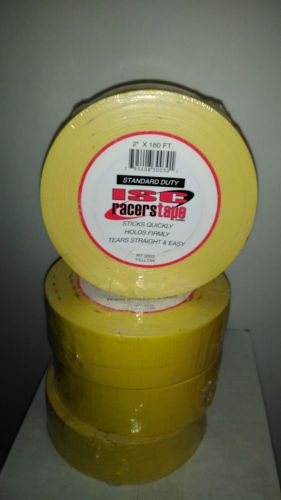 2" X 180 FT.
STANDARD DUTY
ISC
racerstape
STICKS QUICKLY
HOLDS FIRMLY
TEARS STRAIGHT & EASY
YELLOW